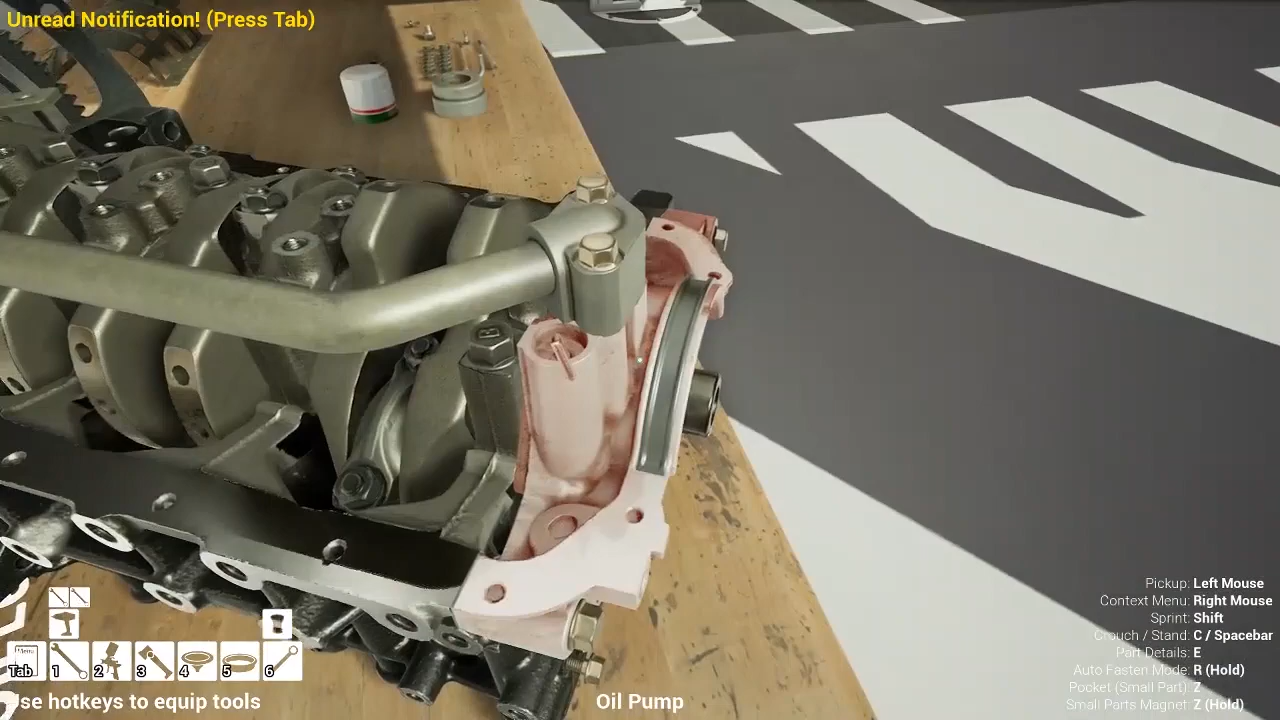 Unread Notification! (Press Tab)
Pickup: Left Mouse
Context Menu: Right Mouse
Sprint: Shift
Crouch / Stand: C / Spacebar
Part Details: E
Auto Fasten Mode: R (Hold)
Pocket (Small Part): Z
Small Parts Magnet: Z (Hold)
Tab 1 2 3 4 5 6
se hotkeys to equip tools
Oil Pump